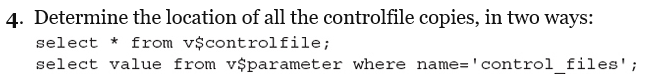 4. Determine the location of all the controlfile copies, in two ways:
select * from v$controlfile;
select value from v$parameter where name='control_files';